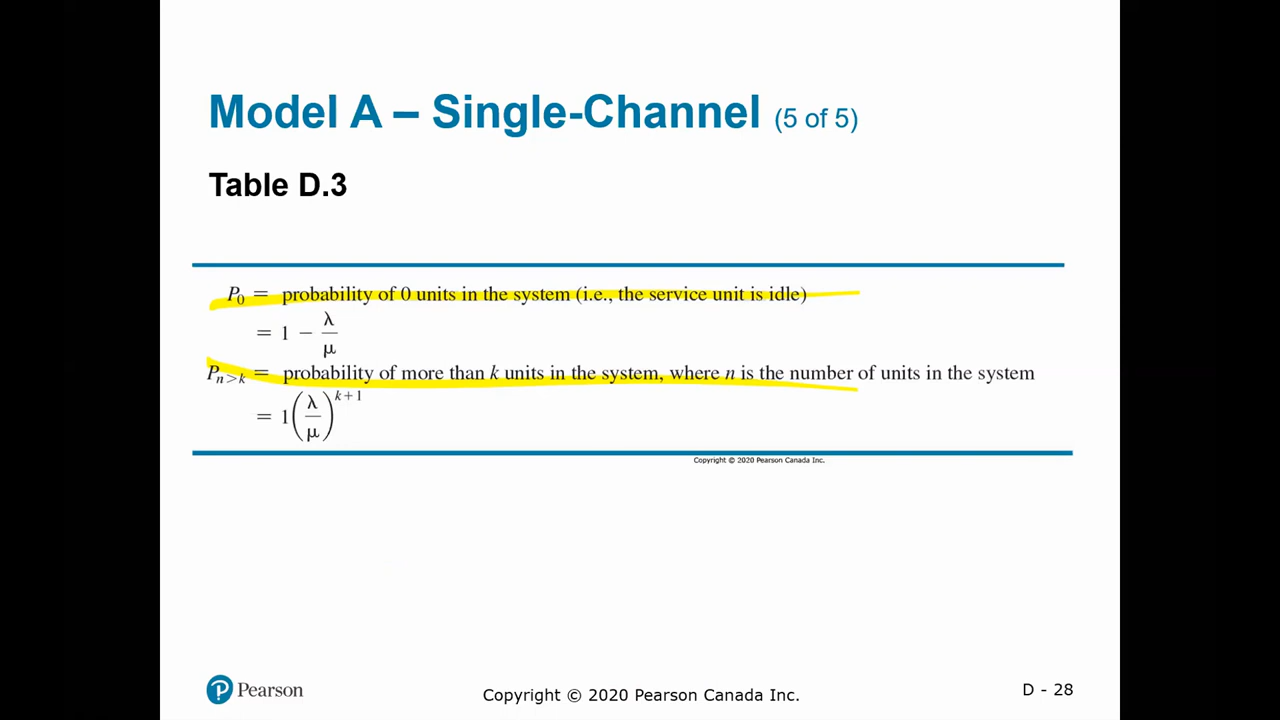 Model A – Single-Channel (5 of 5)
Table D.3
P₀ = probability of 0 units in the system (i.e., the service unit is idle)
= 1 − λ/μ
Pₙ>ₖ = probability of more than k units in the system, where n is the number of units in the system
= 1(λ/μ)^(k+1)
Copyright © 2020 Pearson Canada Inc.
Pearson
Copyright © 2020 Pearson Canada Inc.
D - 28